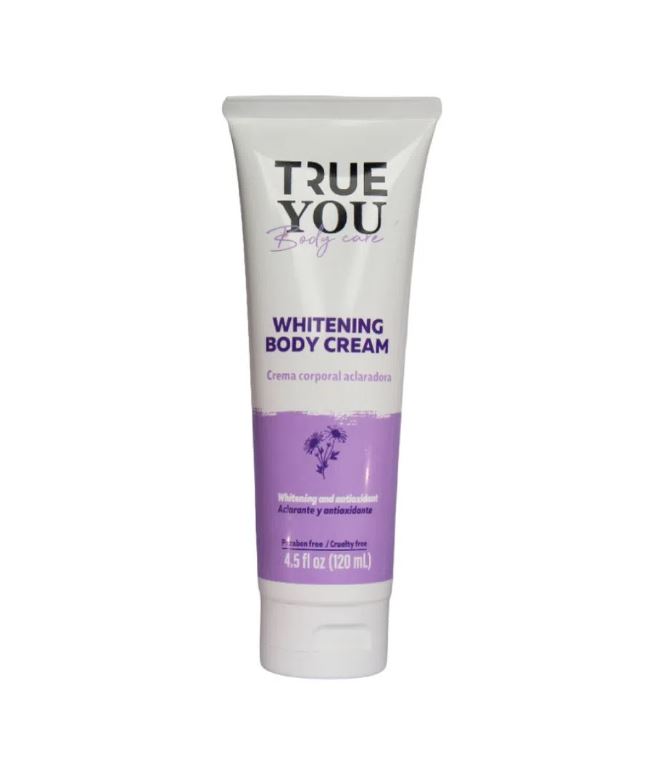 TRUE
YOU
Body care
WHITENING
BODY CREAM
Crema corporal aclaradora
Whitening and antioxidant
Aclarante y antioxidante
Paraben free / Cruelty free
4.5 fl oz (120 mL)